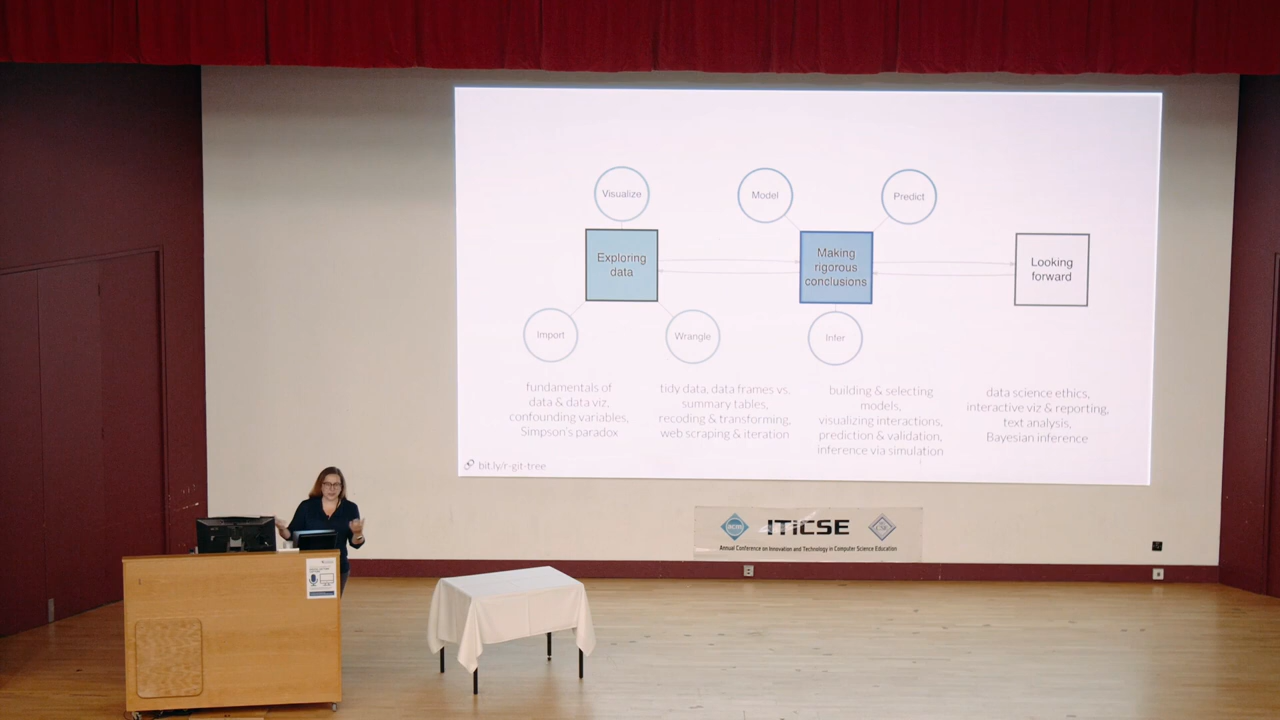 Visualize
Model
Predict
Exploring
data
Making
rigorous
conclusions
Looking
forward
Import
Wrangle
Infer
fundamentals of
data & data viz,
confounding variables,
Simpson's paradox
tidy data, data frames vs.
summary tables,
recoding & transforming,
web scraping & iteration
building & selecting
models,
visualizing interactions,
prediction & validation,
inference via simulation
data science ethics,
interactive viz & reporting,
text analysis,
Bayesian inference
bit.ly/r-git-tree
acm
ITiCSE
Annual Conference on Innovation and Technology in Computer Science Education